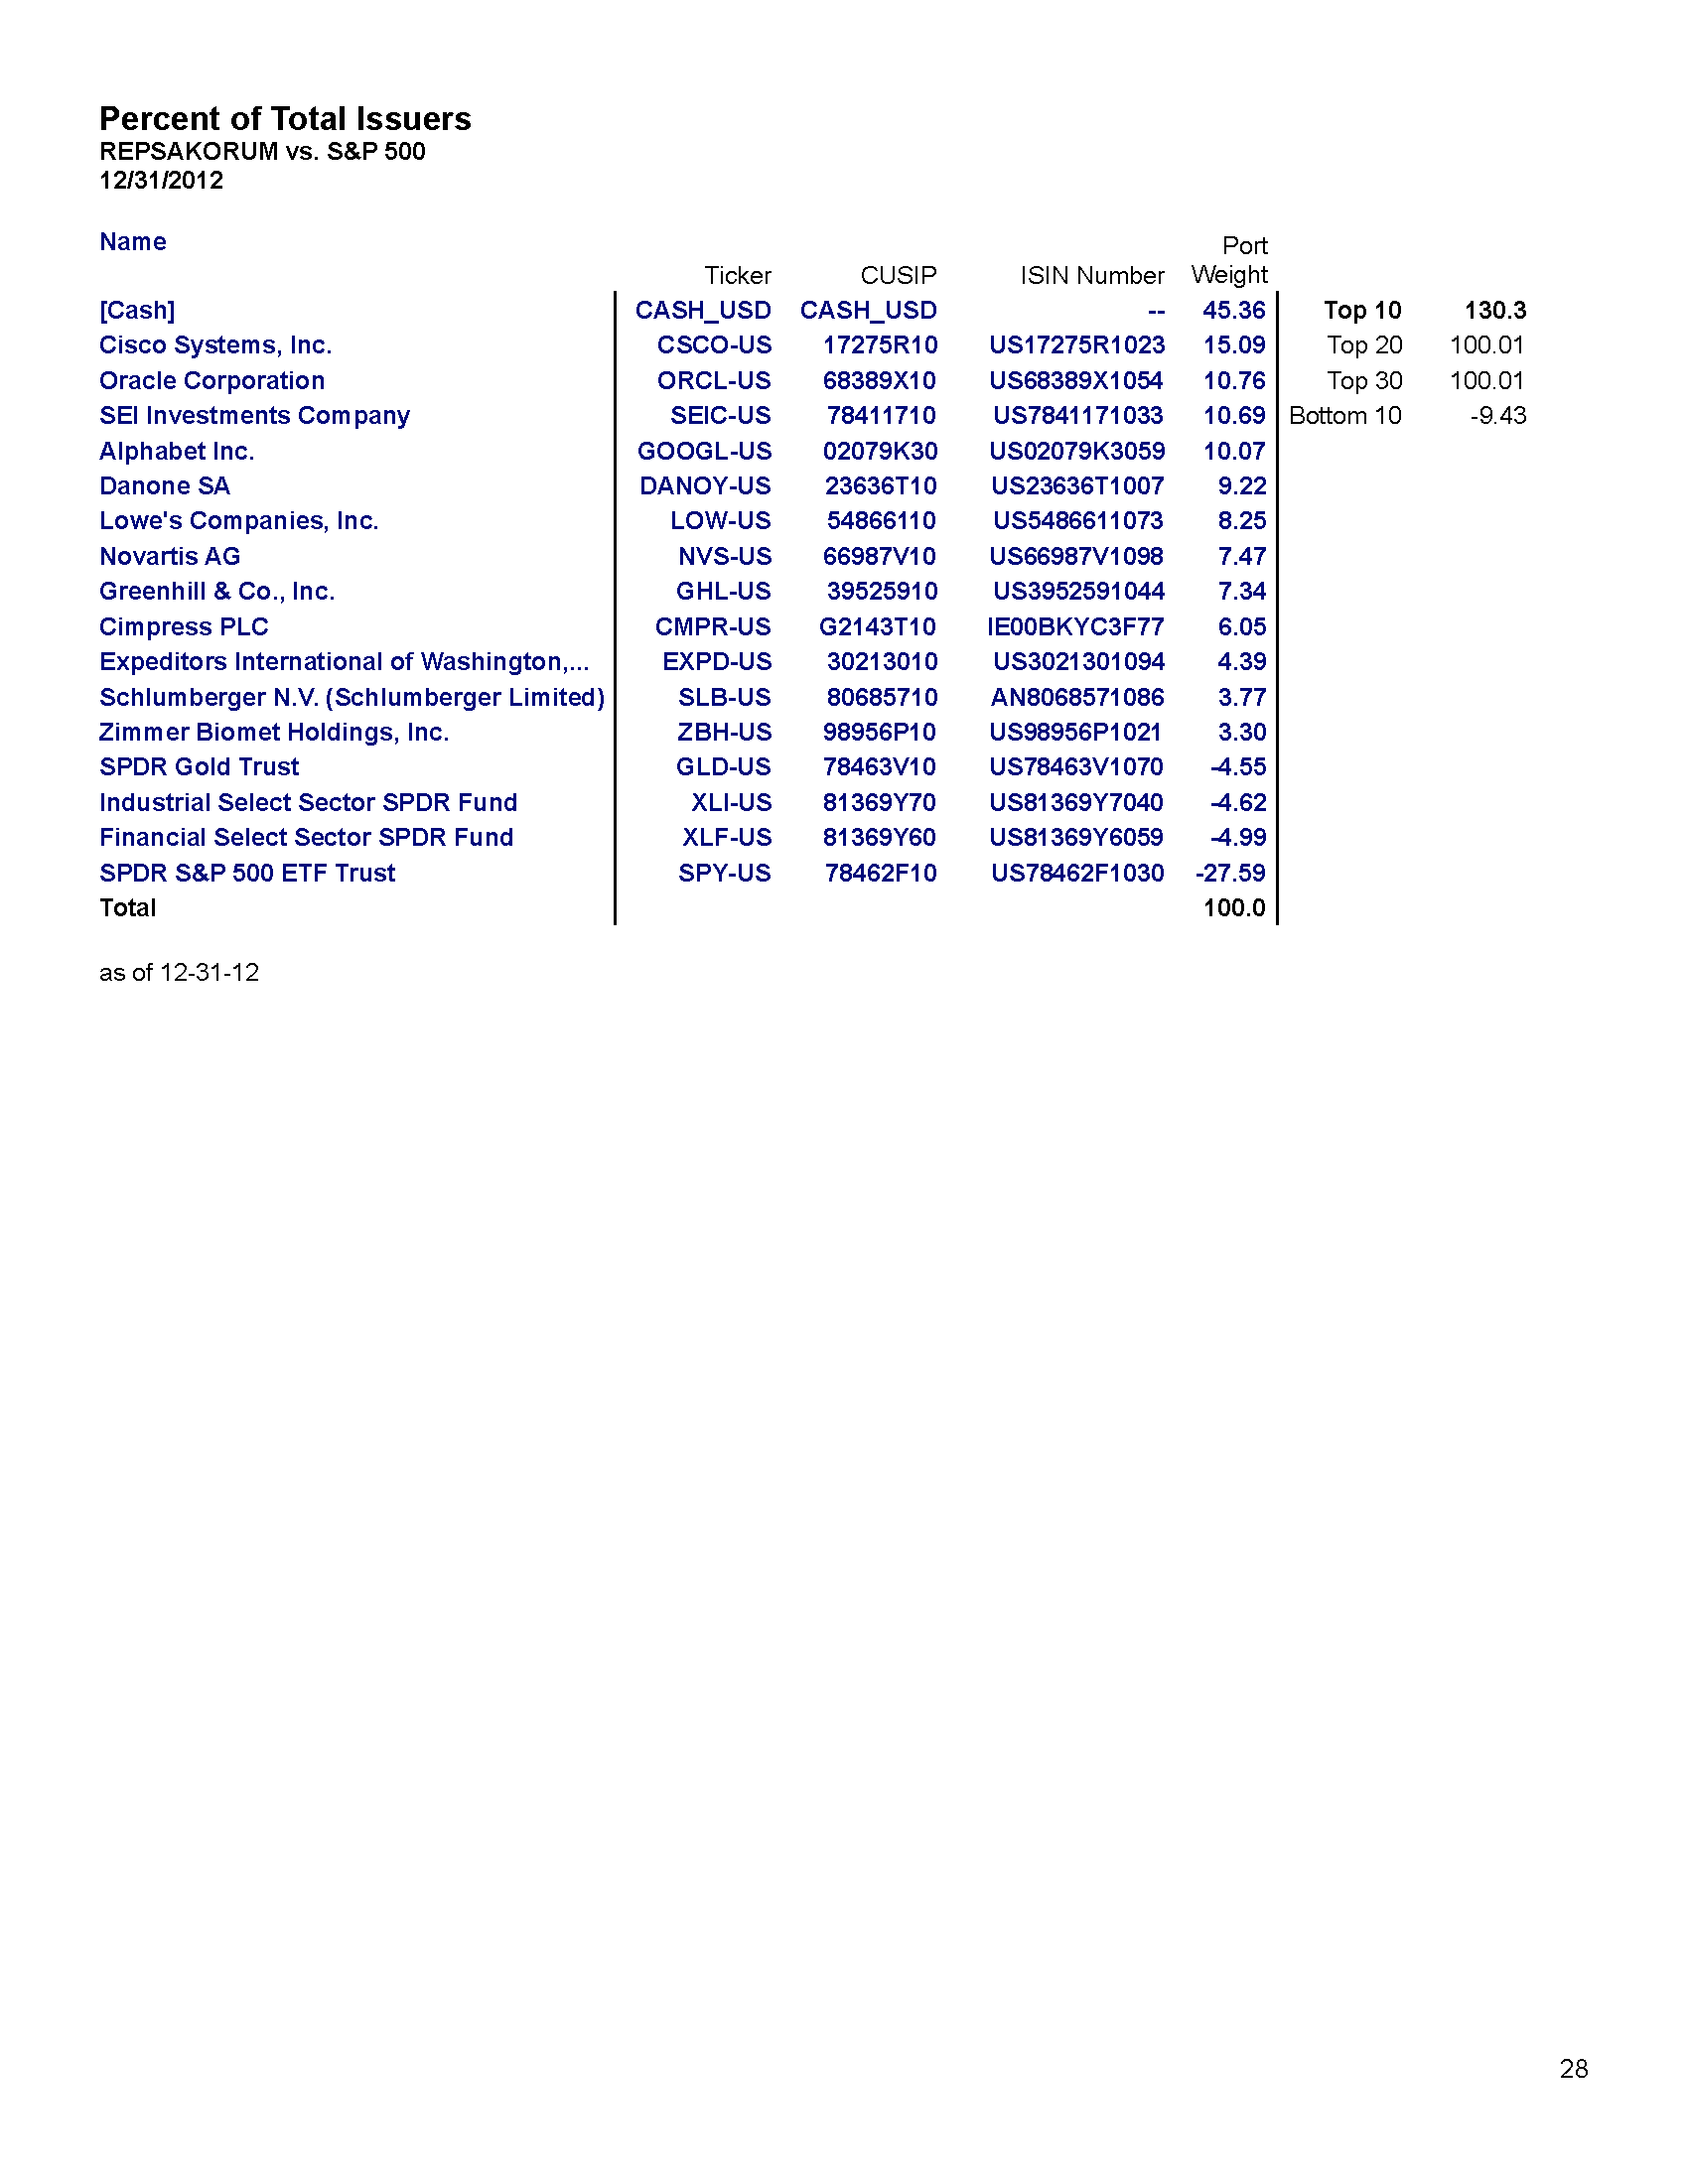 Percent of Total Issuers
REPSAKORUM vs. S&P 500
12/31/2012
Name Ticker CUSIP ISIN Number Port Weight
[Cash] CASH_USD CASH_USD -- 45.36 Top 10 130.3
Cisco Systems, Inc. CSCO-US 17275R10 US17275R1023 15.09 Top 20 100.01
Oracle Corporation ORCL-US 68389X10 US68389X1054 10.76 Top 30 100.01
SEI Investments Company SEIC-US 78411710 US7841171033 10.69 Bottom 10 -9.43
Alphabet Inc. GOOGL-US 02079K30 US02079K3059 10.07
Danone SA DANOY-US 23636T10 US23636T1007 9.22
Lowe's Companies, Inc. LOW-US 54866110 US5486611073 8.25
Novartis AG NVS-US 66987V10 US66987V1098 7.47
Greenhill & Co., Inc. GHL-US 39525910 US3952591044 7.34
Cimpress PLC CMPR-US G2143T10 IE00BKYC3F77 6.05
Expeditors International of Washington,... EXPD-US 30213010 US3021301094 4.39
Schlumberger N.V. (Schlumberger Limited) SLB-US 80685710 AN8068571086 3.77
Zimmer Biomet Holdings, Inc. ZBH-US 98956P10 US98956P1021 3.30
SPDR Gold Trust GLD-US 78463V10 US78463V1070 -4.55
Industrial Select Sector SPDR Fund XLI-US 81369Y70 US81369Y7040 -4.62
Financial Select Sector SPDR Fund XLF-US 81369Y60 US81369Y6059 -4.99
SPDR S&P 500 ETF Trust SPY-US 78462F10 US78462F1030 -27.59
Total 100.0
as of 12-31-12
28